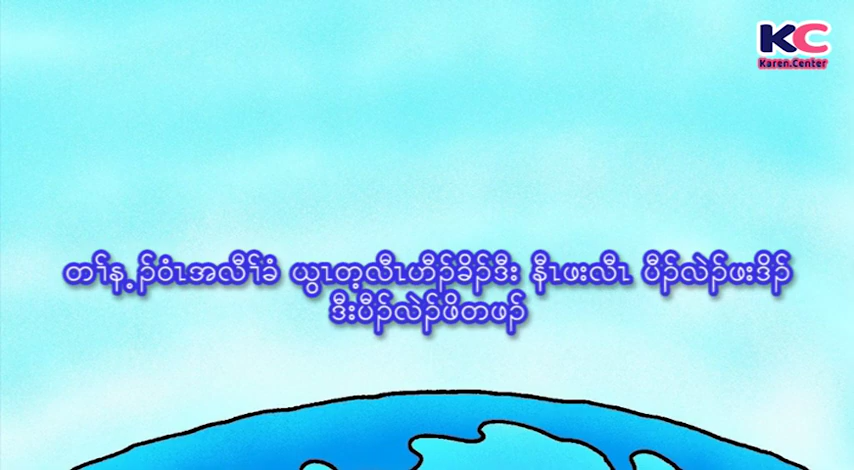 KC
Karen.Center
တၢ်န့ၣ်ဝံၤအလီၢ်ခံ ယွၤတ့လီၤဟီၣ်ခိၣ်ဒီး နီၤဖးလီၤ ပီၣ်လဲၣ်ဖးဒိၣ်
ဒီးပီၣ်လဲၣ်ဖိတဖၣ်